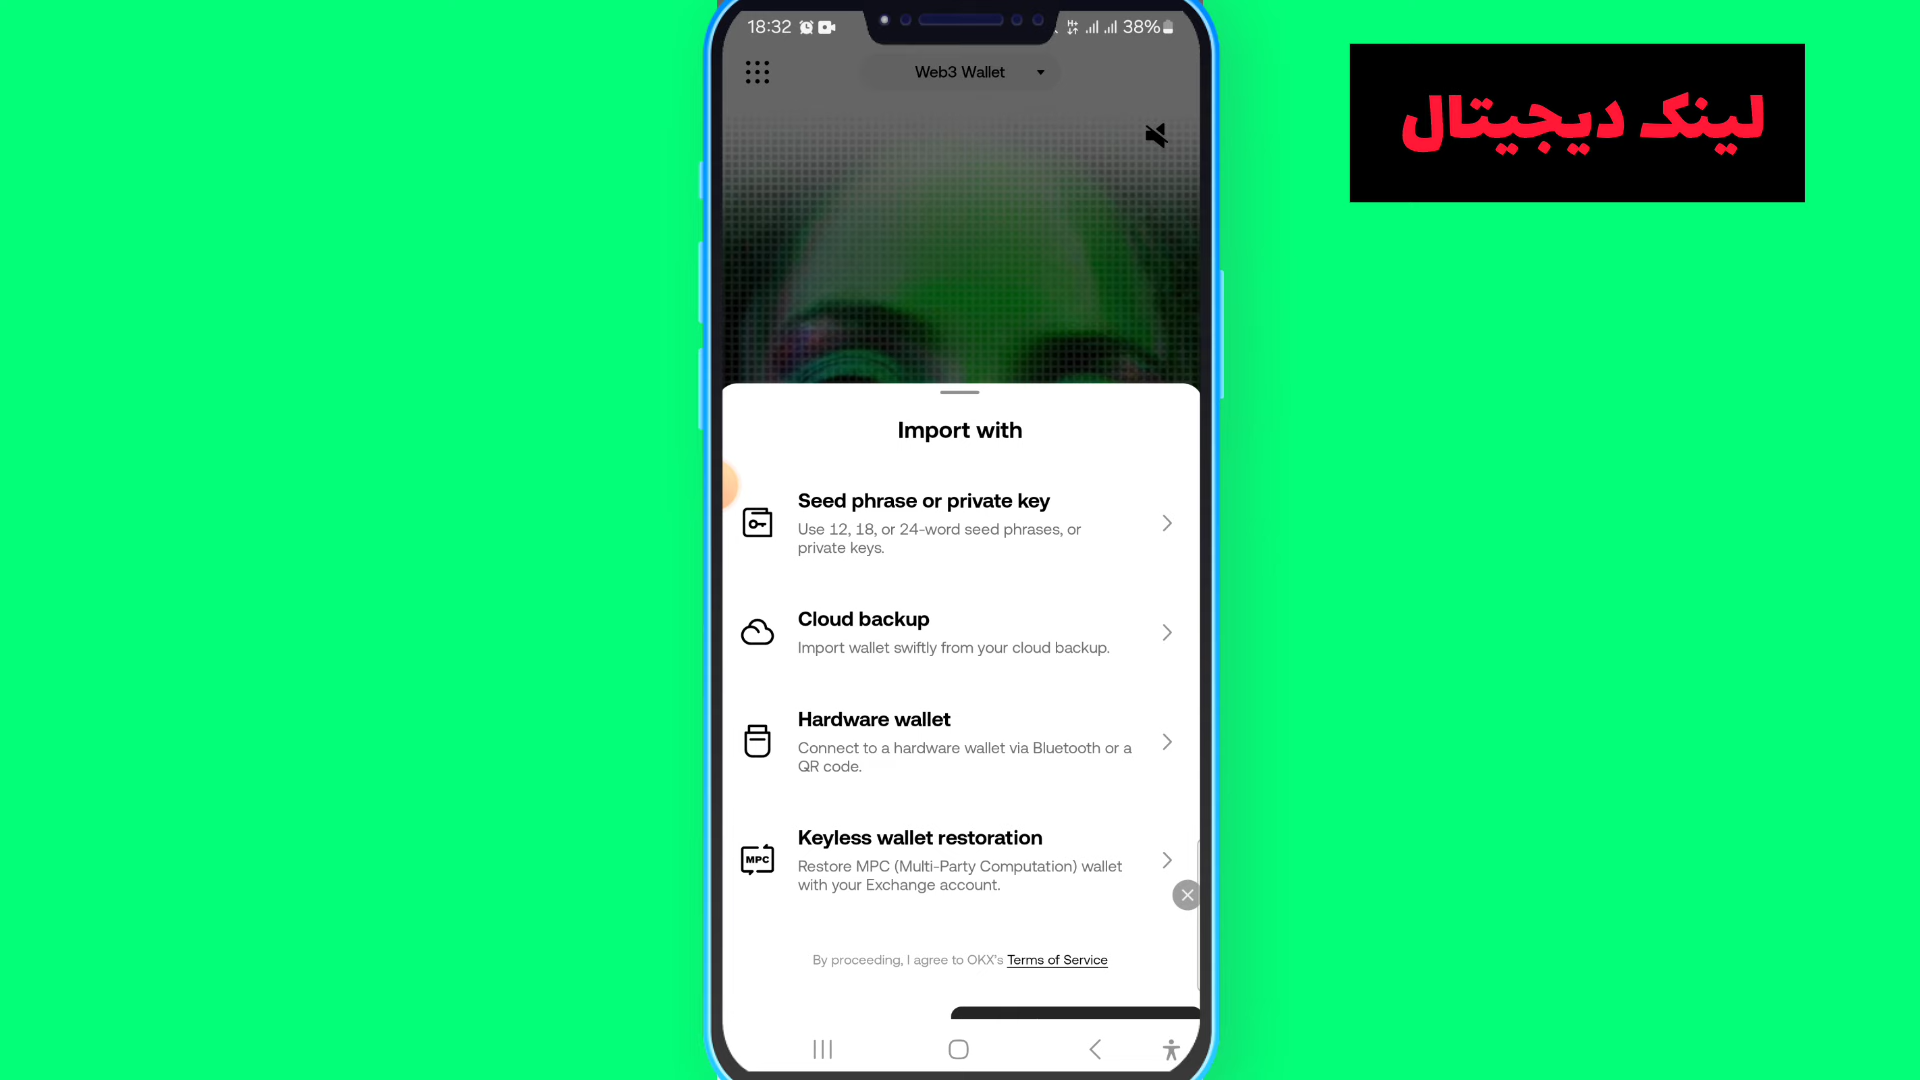 18:32
38%
Web3 Wallet
لینک دیجیتال
Import with
Seed phrase or private key
Use 12, 18, or 24-word seed phrases, or
private keys.
Cloud backup
Import wallet swiftly from your cloud backup.
Hardware wallet
Connect to a hardware wallet via Bluetooth or a
QR code.
MPC
Keyless wallet restoration
Restore MPC (Multi-Party Computation) wallet
with your Exchange account.
By proceeding, I agree to OKX's Terms of Service